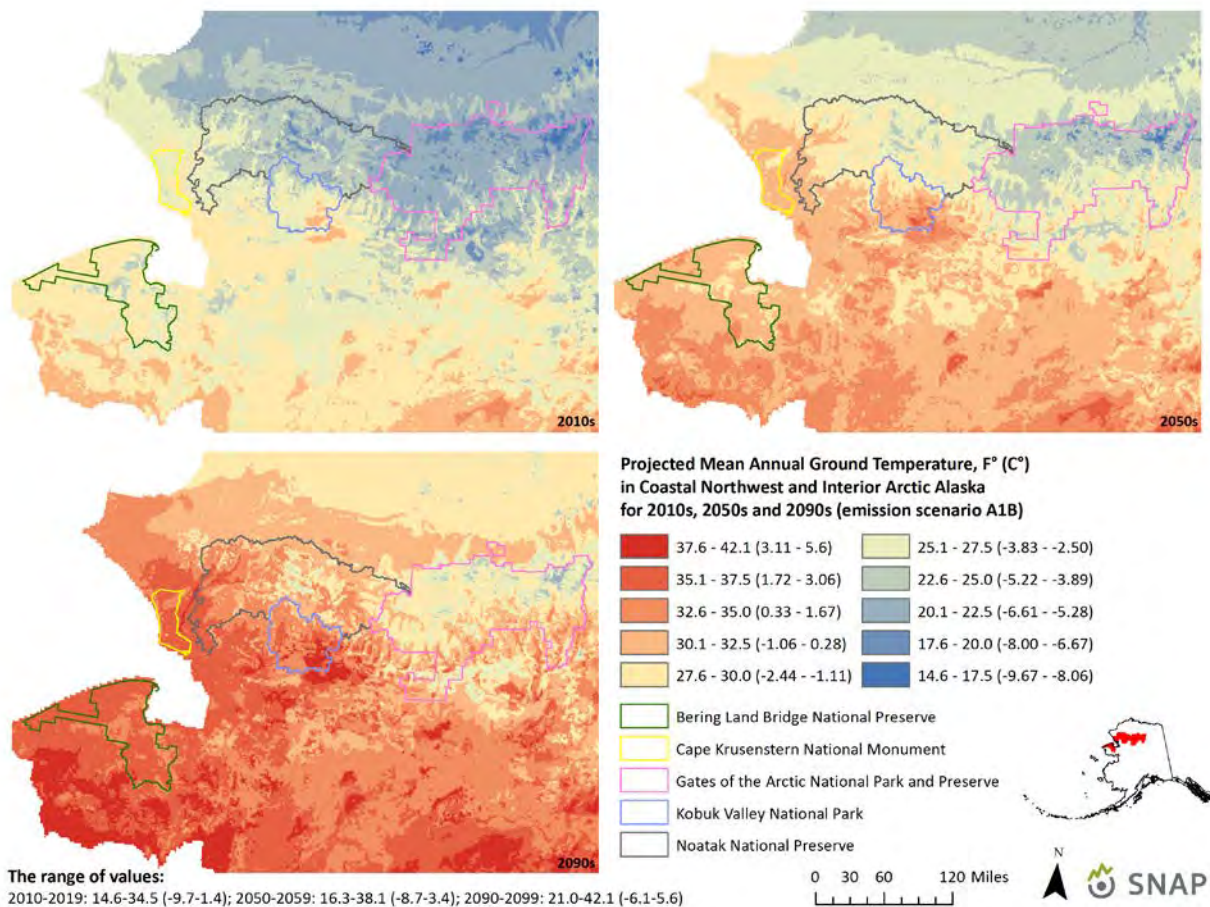 2010s
2050s
2090s
Projected Mean Annual Ground Temperature, F° (C°)
in Coastal Northwest and Interior Arctic Alaska
for 2010s, 2050s and 2090s (emission scenario A1B)
37.6 - 42.1 (3.11 - 5.6)
35.1 - 37.5 (1.72 - 3.06)
32.6 - 35.0 (0.33 - 1.67)
30.1 - 32.5 (-1.06 - 0.28)
27.6 - 30.0 (-2.44 - -1.11)
25.1 - 27.5 (-3.83 - -2.50)
22.6 - 25.0 (-5.22 - -3.89)
20.1 - 22.5 (-6.61 - -5.28)
17.6 - 20.0 (-8.00 - -6.67)
14.6 - 17.5 (-9.67 - -8.06)
Bering Land Bridge National Preserve
Cape Krusenstern National Monument
Gates of the Arctic National Park and Preserve
Kobuk Valley National Park
Noatak National Preserve
The range of values:
2010-2019: 14.6-34.5 (-9.7-1.4); 2050-2059: 16.3-38.1 (-8.7-3.4); 2090-2099: 21.0-42.1 (-6.1-5.6)
0 30 60 120 Miles
N
SNAP